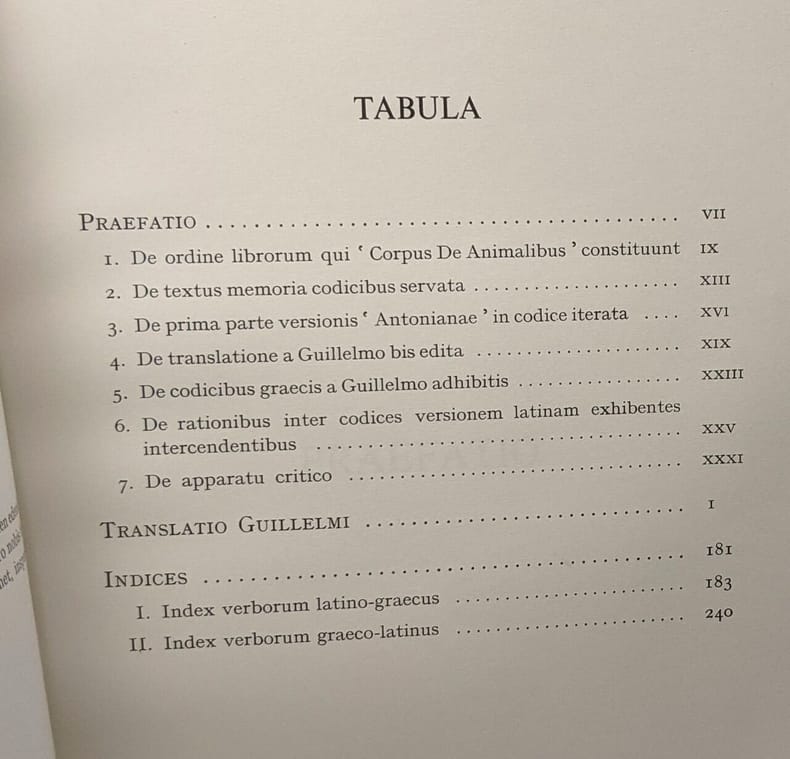 TABULA
PRAEFATIO . . . . . . . . . . . . . . . . . . . . . . . . . . . . . . . . . . . . . . . VII
1. De ordine librorum qui ‘ Corpus De Animalibus ’ constituunt IX
2. De textus memoria codicibus servata . . . . . . . . . . . . . . . . . . . . . XIII
3. De prima parte versionis ‘ Antonianae ’ in codice iterata . . . . XVI
4. De translatione a Guillelmo bis edita . . . . . . . . . . . . . . . . . . . . . XIX
5. De codicibus graecis a Guillelmo adhibitis . . . . . . . . . . . . . . . . . XXIII
6. De rationibus inter codices versionem latinam exhibentes
intercendentibus . . . . . . . . . . . . . . . . . . . . . . . . . . . . . . . . . . . . . XXV
7. De apparatu critico . . . . . . . . . . . . . . . . . . . . . . . . . . . . . . . . . . XXXI
TRANSLATIO GUILLELMI . . . . . . . . . . . . . . . . . . . . . . . . . . . . I
INDICES . . . . . . . . . . . . . . . . . . . . . . . . . . . . . . . . . . . . . . . . 181
I. Index verborum latino-graecus . . . . . . . . . . . . . . . . . . . . . . . 183
II. Index verborum graeco-latinus . . . . . . . . . . . . . . . . . . . . . . . 240